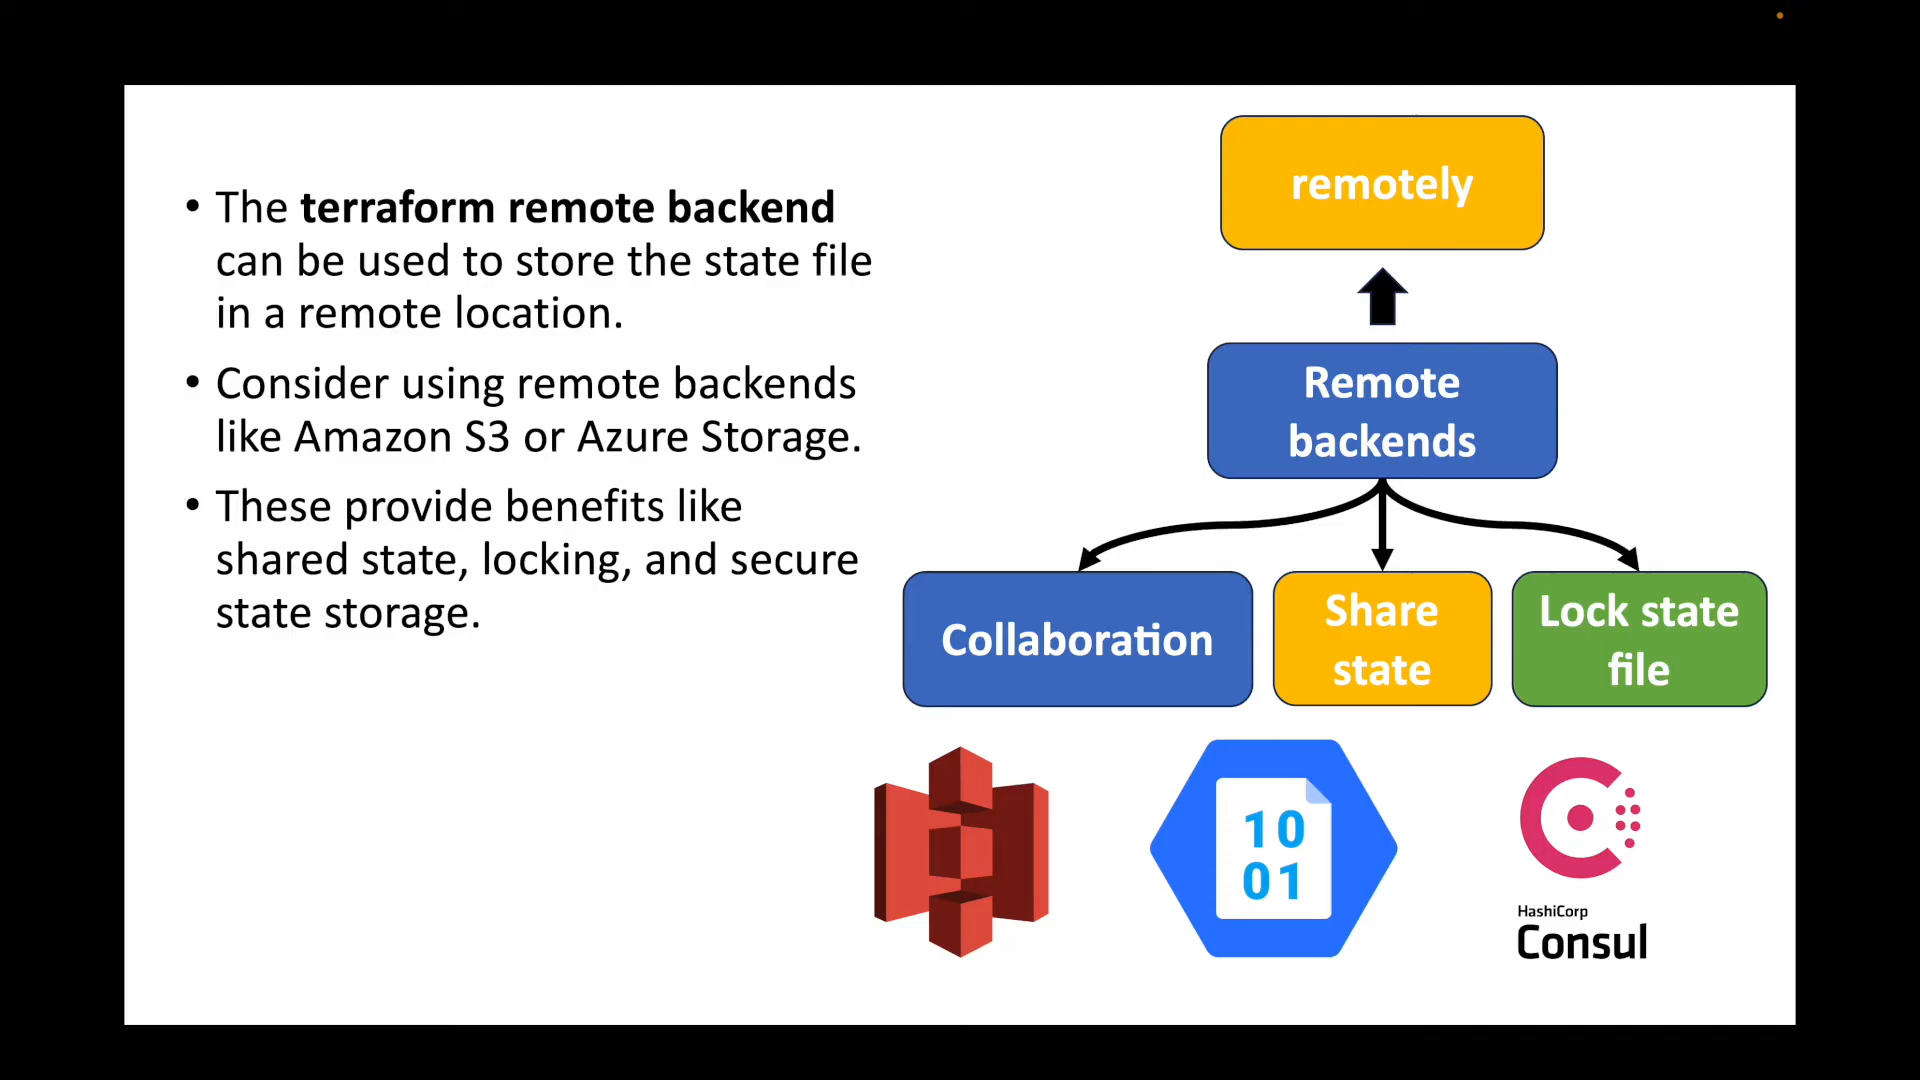 • The terraform remote backend
can be used to store the state file
in a remote location.
• Consider using remote backends
like Amazon S3 or Azure Storage.
• These provide benefits like
shared state, locking, and secure
state storage.
remotely
Remote
backends
Collaboration
Share
state
Lock state
file
10
01
HashiCorp
Consul